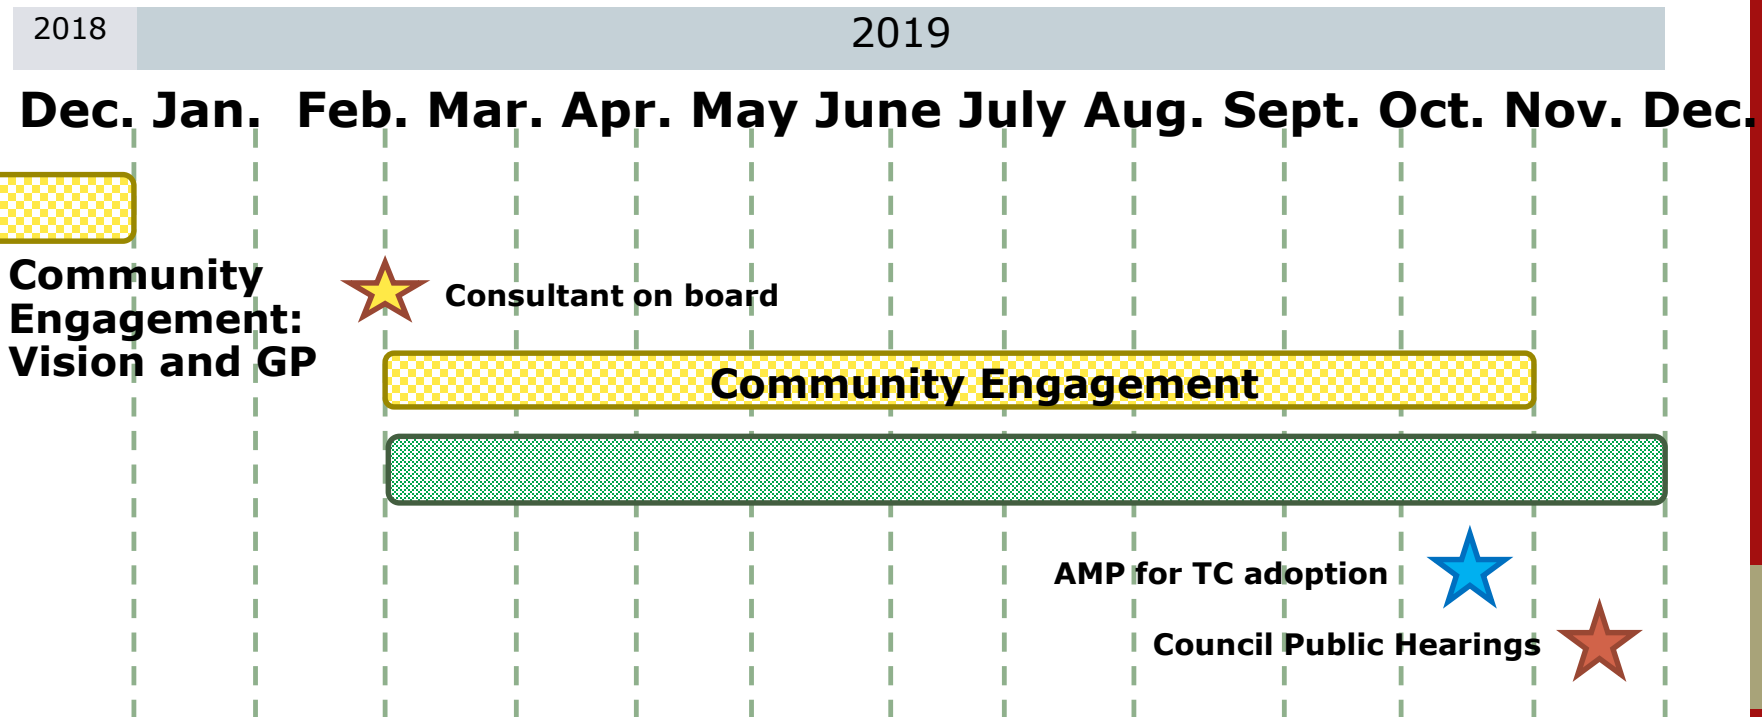 2018
2019
Dec. Jan. Feb. Mar. Apr. May June July Aug. Sept. Oct. Nov. Dec.
Community
Engagement:
Vision and GP
Consultant on board
Community Engagement
AMP for TC adoption
Council Public Hearings